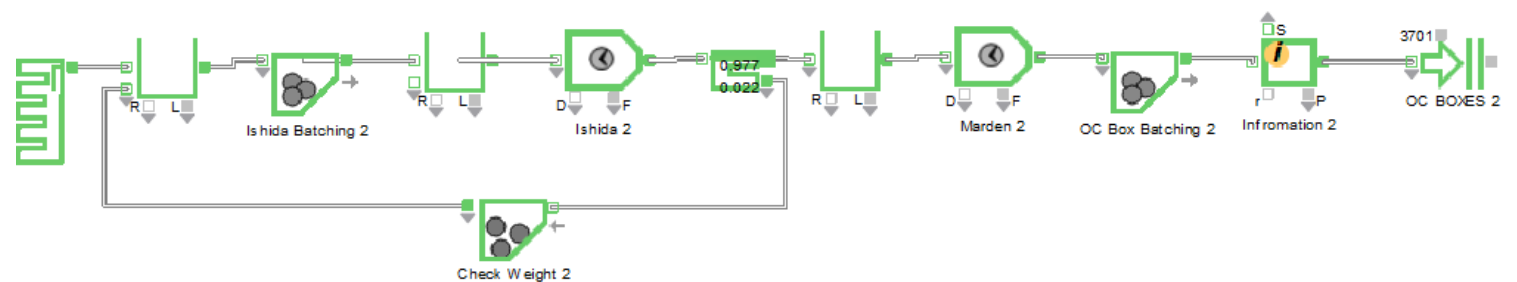 S
3701
0.977
0.022
R L
R L
D F
R L
D F
r P
OC BOXES 2
Ishida Batching 2
Ishida 2
Marden 2
OC Box Batching 2
Infromation 2
Check Weight 2